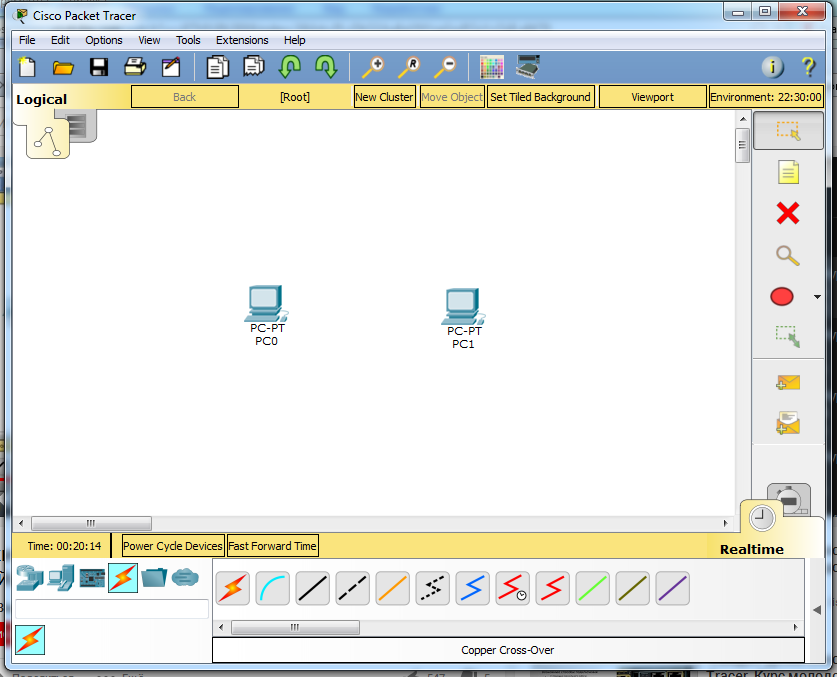 Cisco Packet Tracer
File Edit Options View Tools Extensions Help
R
Logical Back [Root] New Cluster Move Object Set Tiled Background Viewport Environment: 22:30:00
PC-PT
PC0
PC-PT
PC1
Time: 00:20:14 Power Cycle Devices Fast Forward Time
Realtime
Copper Cross-Over